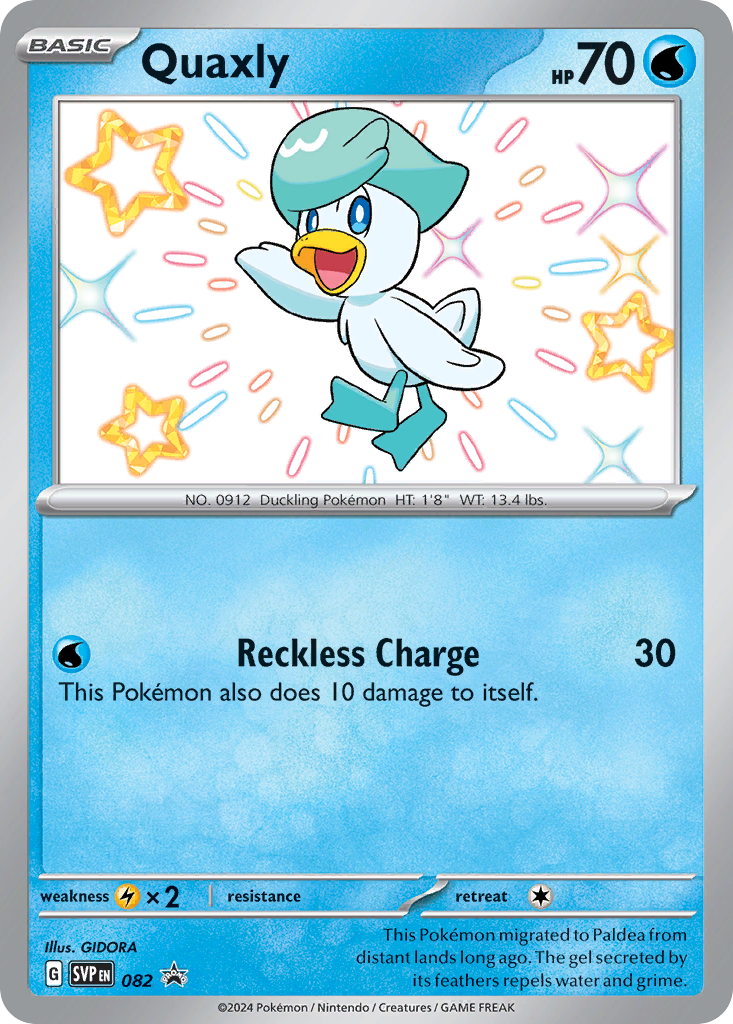 BASIC
Quaxly
HP 70
NO. 0912 Duckling Pokémon HT: 1'8" WT: 13.4 lbs.
Reckless Charge 30
This Pokémon also does 10 damage to itself.
weakness ×2 resistance retreat
Illus. GIDORA
This Pokémon migrated to Paldea from
distant lands long ago. The gel secreted by
its feathers repels water and grime.
G SVP EN 082 PROMO
©2024 Pokémon / Nintendo / Creatures / GAME FREAK